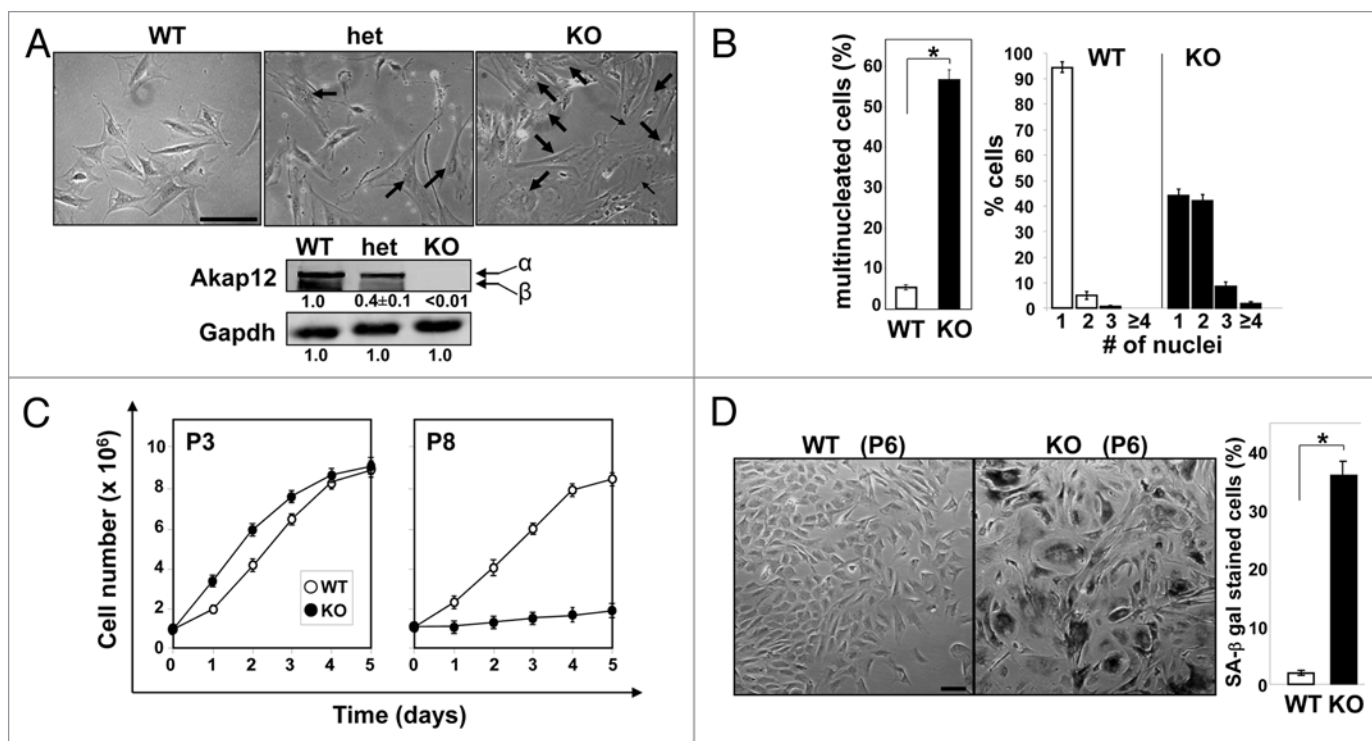 A
WT het KO
WT het KO
Akap12
α
β
1.0 0.4±0.1 <0.01
Gapdh
1.0 1.0 1.0
B
multinucleated cells (%)
60
50
40
30
20
10
0
*
WT KO
% cells
100
90
80
70
60
50
40
30
20
10
0
WT KO
1 2 3 ≥4 1 2 3 ≥4
# of nuclei
C
Cell number (x 10⁶)
P3 P8
10
8
6
4
2
0
WT
KO
0 1 2 3 4 5 0 1 2 3 4 5
Time (days)
D
WT (P6) KO (P6)
SA-β gal stained cells (%)
40
30
20
10
0
*
WT KO